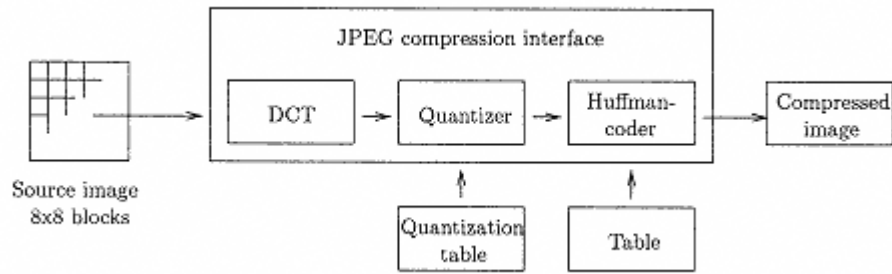 JPEG compression interface
DCT
Quantizer
Huffman-
coder
Compressed
image
Source image
8x8 blocks
Quantization
table
Table